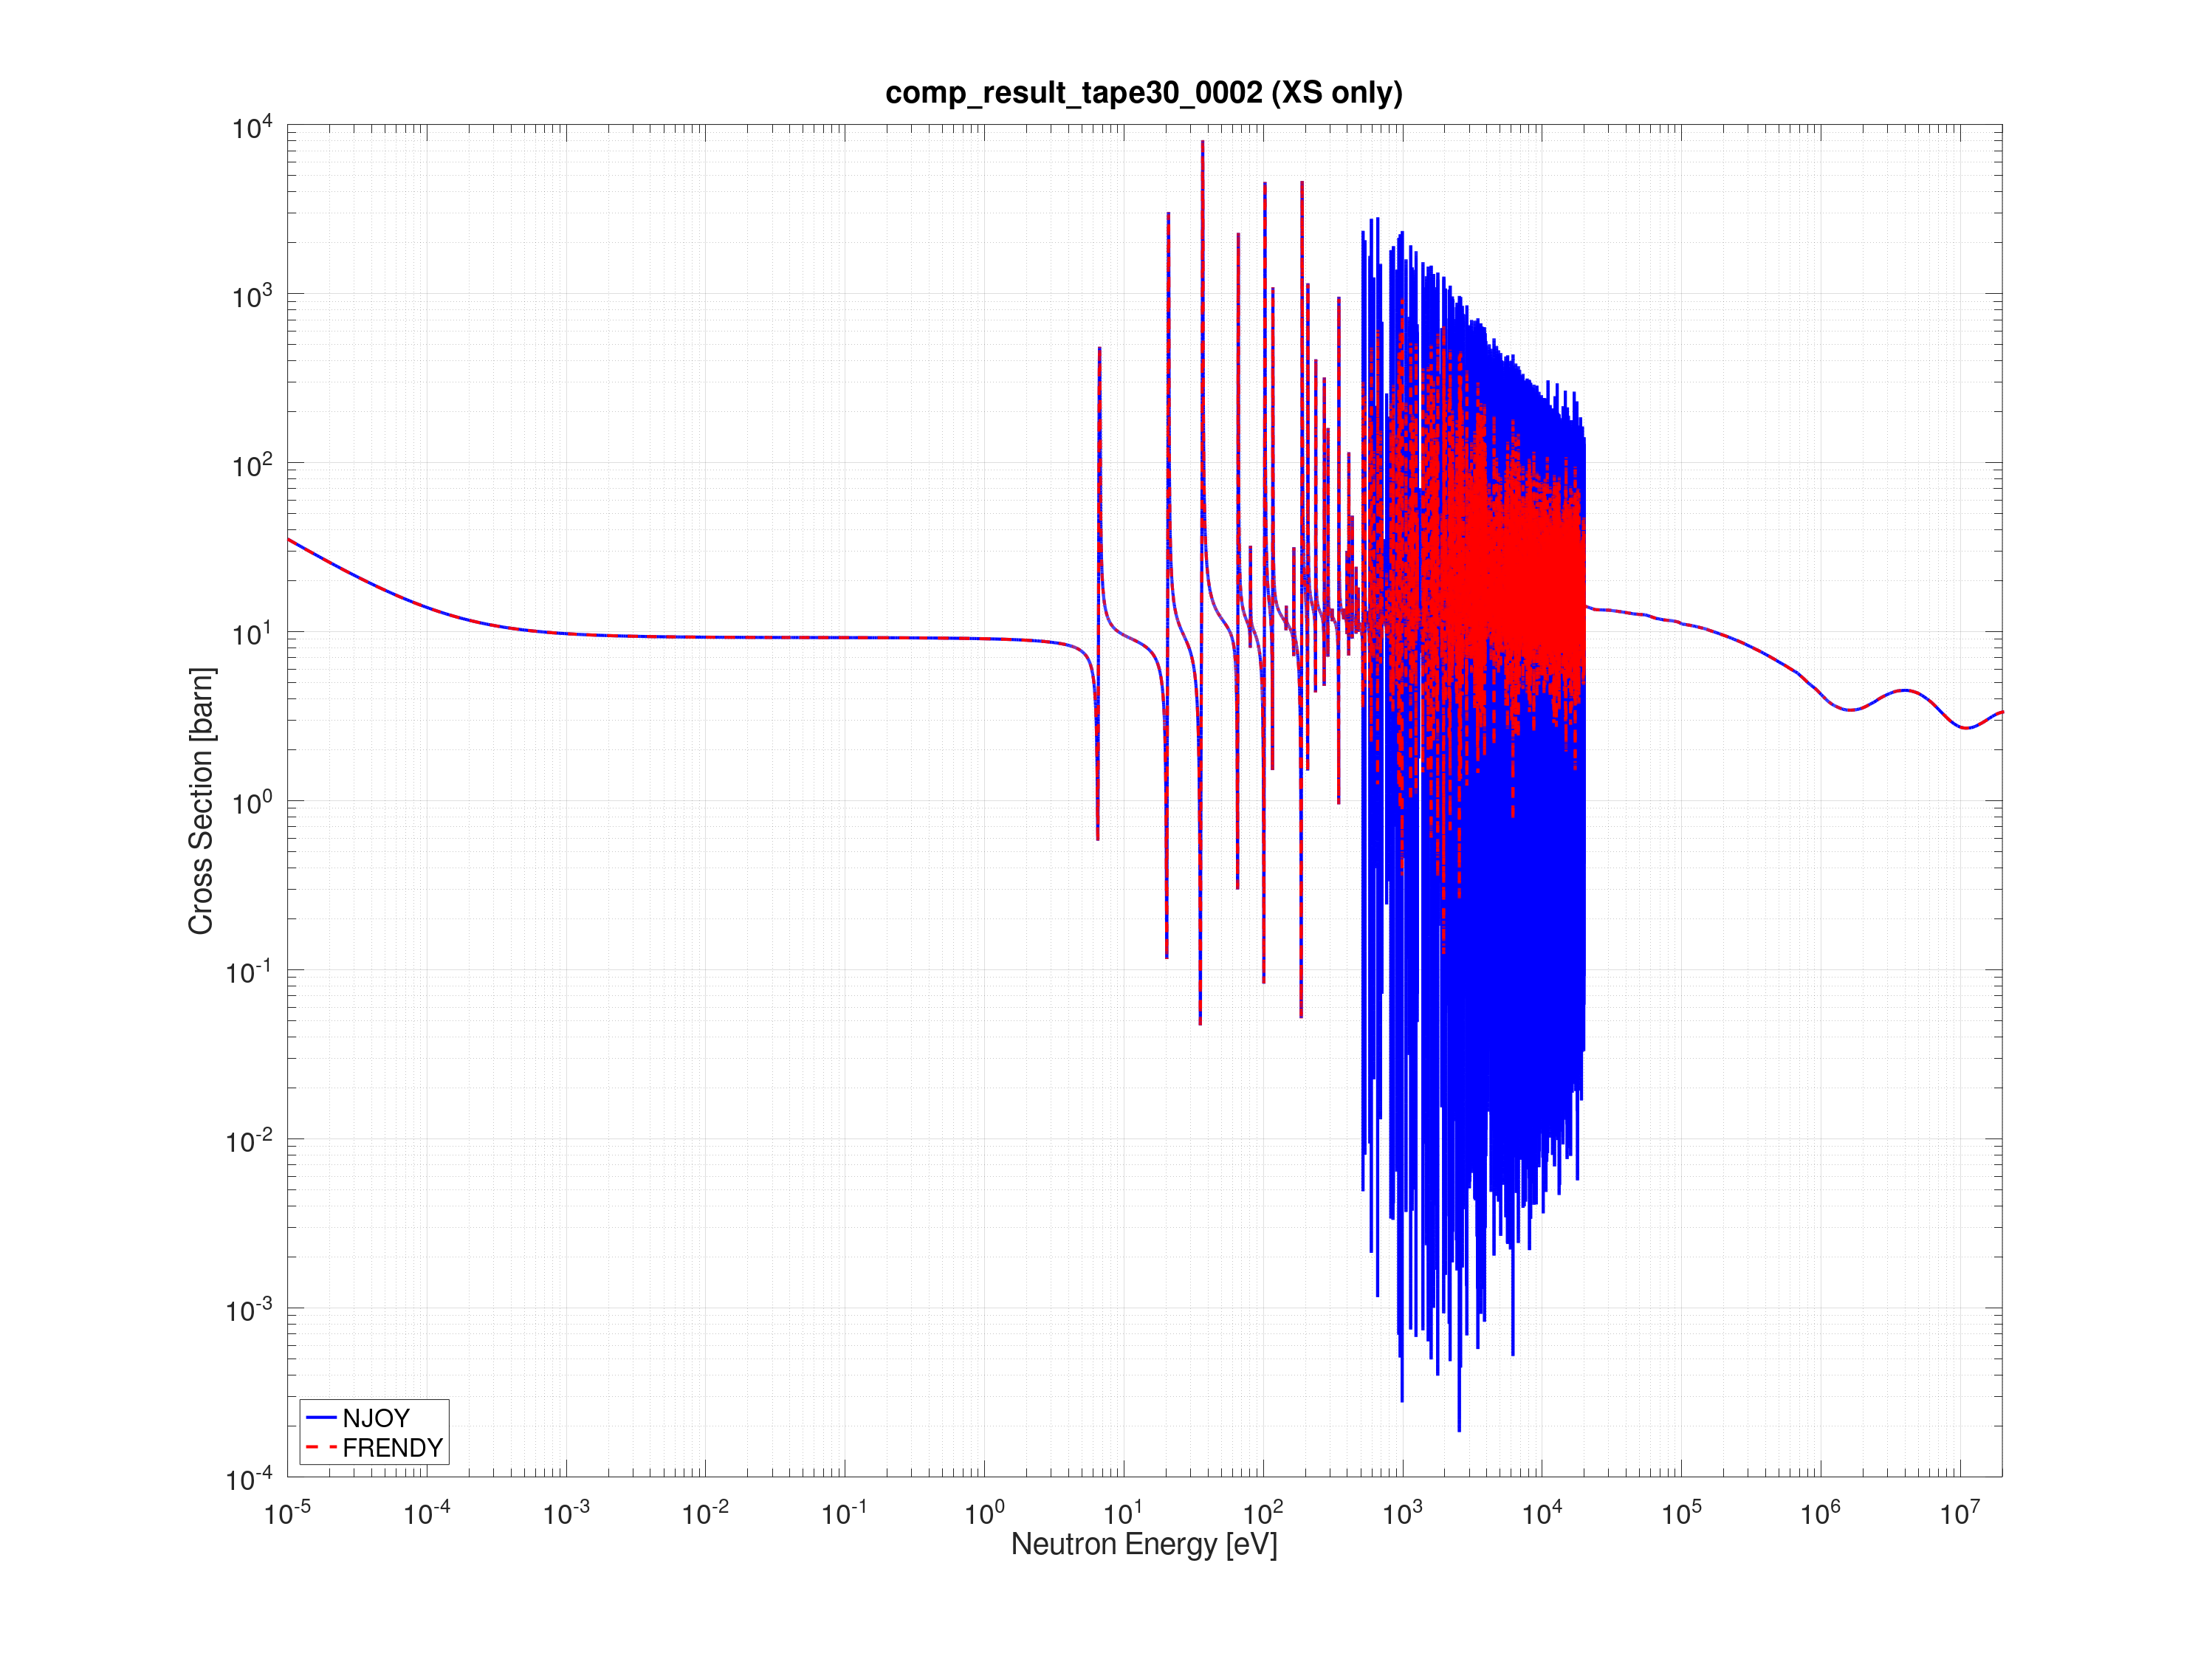 comp_result_tape30_0002 (XS only)
10^4
10^3
10^2
10^1
10^0
10^-1
10^-2
10^-3
10^-4
Cross Section [barn]
NJOY
FRENDY
10^-5 10^-4 10^-3 10^-2 10^-1 10^0 10^1 10^2 10^3 10^4 10^5 10^6 10^7
Neutron Energy [eV]